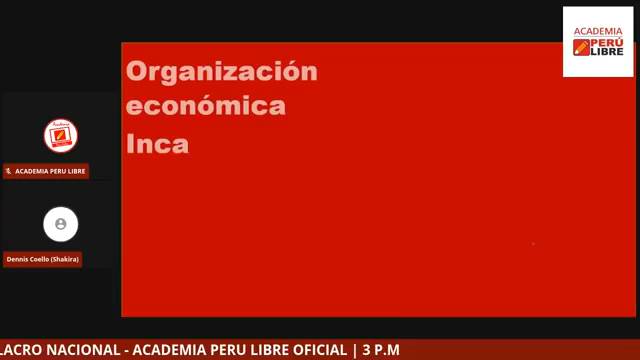 ACADEMIA
PERÚ
LIBRE
Organización
económica
Inca
ACADEMIA PERU LIBRE
Dennis Coello (Shakira)
LACRO NACIONAL - ACADEMIA PERU LIBRE OFICIAL | 3 P.M